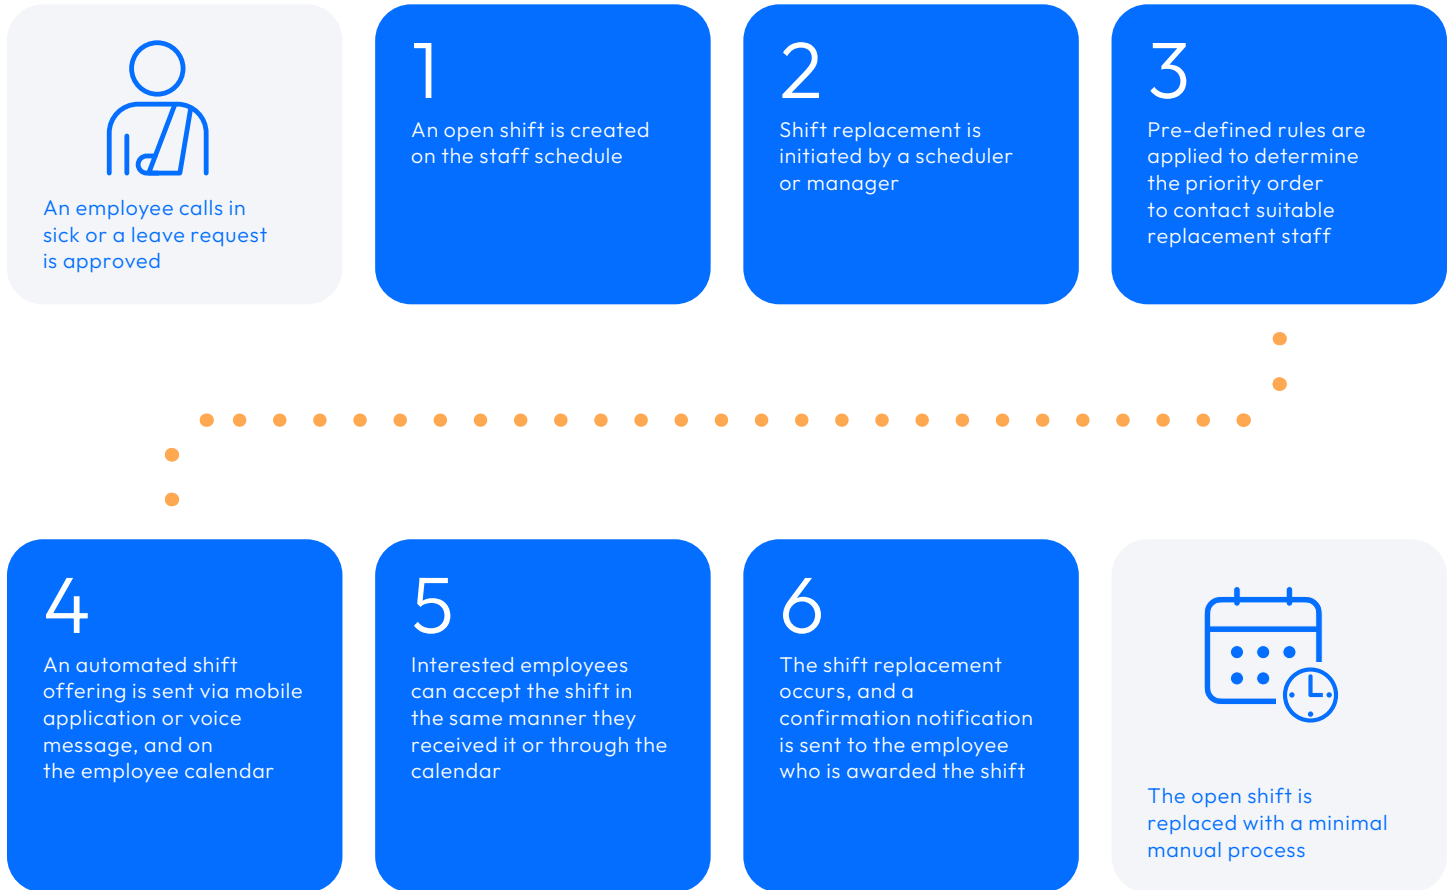 An employee calls in
sick or a leave request
is approved
1
An open shift is created
on the staff schedule
2
Shift replacement is
initiated by a scheduler
or manager
3
Pre-defined rules are
applied to determine
the priority order
to contact suitable
replacement staff
4
An automated shift
offering is sent via mobile
application or voice
message, and on
the employee calendar
5
Interested employees
can accept the shift in
the same manner they
received it or through the
calendar
6
The shift replacement
occurs, and a
confirmation notification
is sent to the employee
who is awarded the shift
The open shift is
replaced with a minimal
manual process